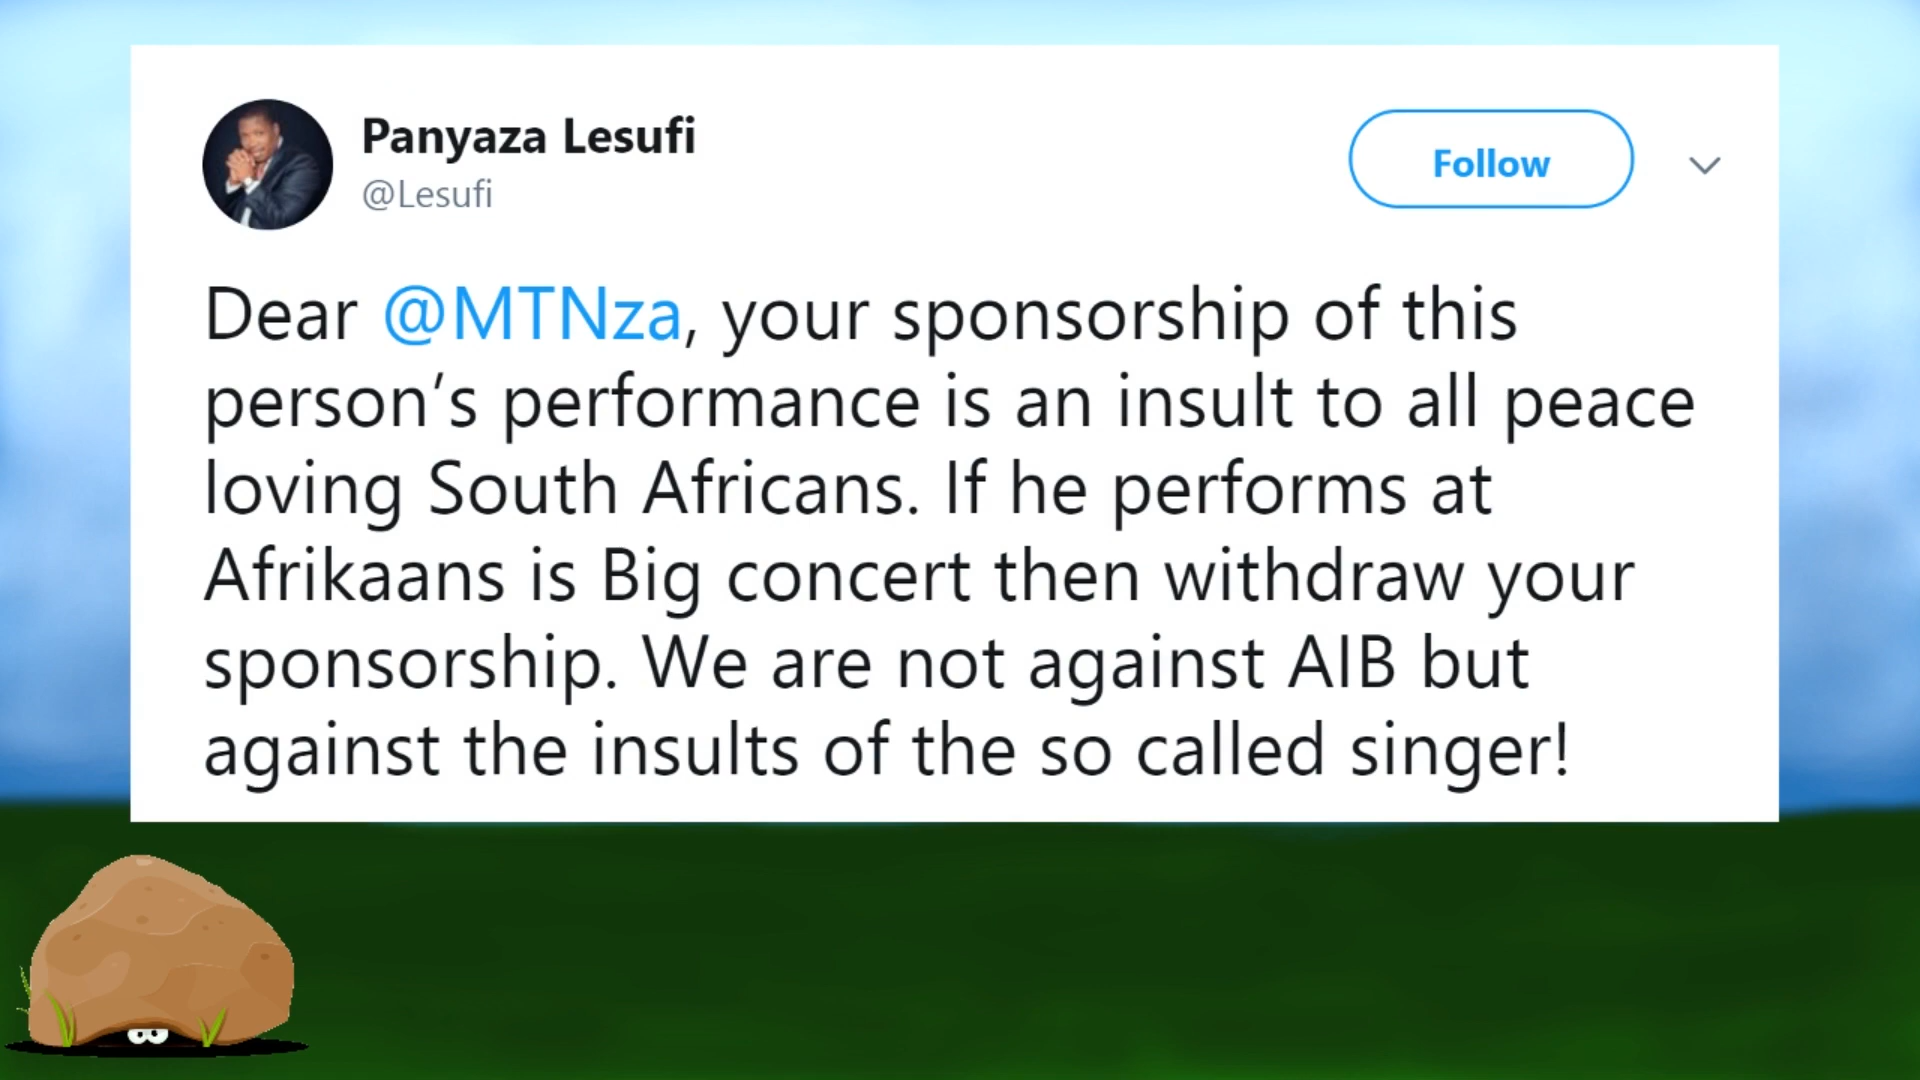 Panyaza Lesufi
@Lesufi
Follow
Dear @MTNza, your sponsorship of this
person’s performance is an insult to all peace
loving South Africans. If he performs at
Afrikaans is Big concert then withdraw your
sponsorship. We are not against AIB but
against the insults of the so called singer!